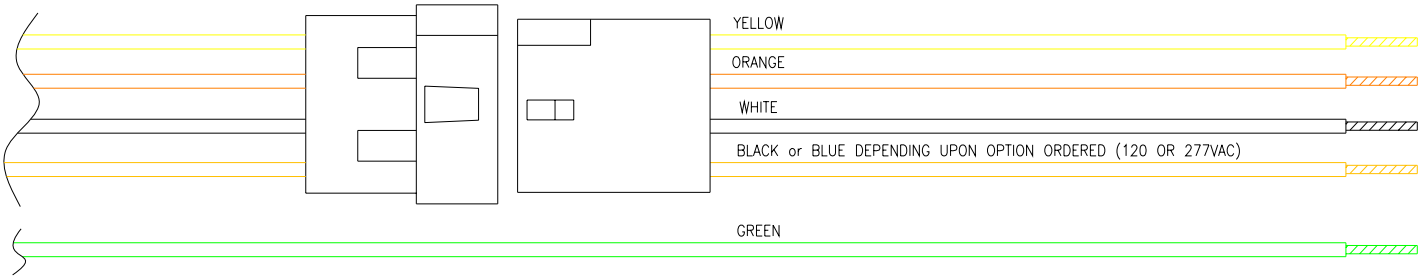 YELLOW
ORANGE
WHITE
BLACK or BLUE DEPENDING UPON OPTION ORDERED (120 OR 277VAC)
GREEN